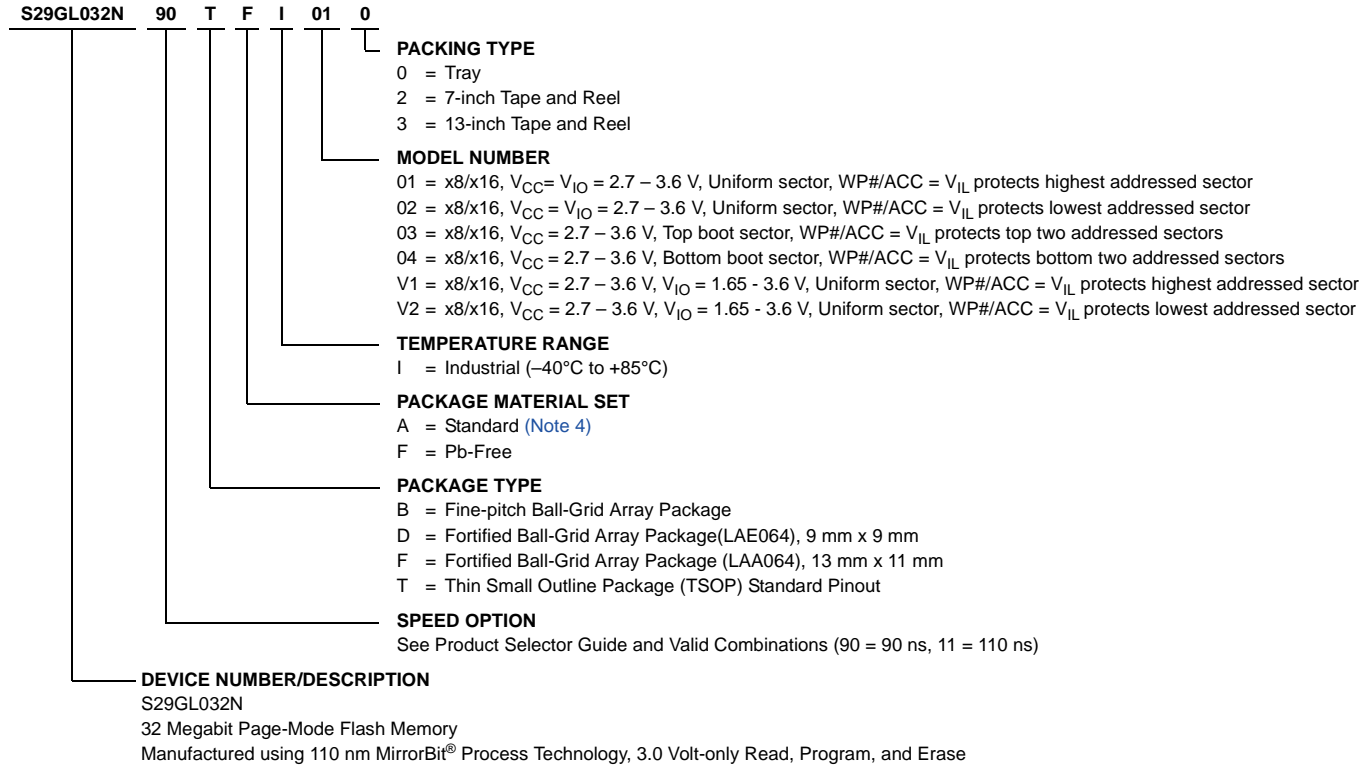 S29GL032N 90 T F I 01 0
PACKING TYPE
0 = Tray
2 = 7-inch Tape and Reel
3 = 13-inch Tape and Reel
MODEL NUMBER
01 = x8/x16, VCC= VIO = 2.7 – 3.6 V, Uniform sector, WP#/ACC = VIL protects highest addressed sector
02 = x8/x16, VCC = VIO = 2.7 – 3.6 V, Uniform sector, WP#/ACC = VIL protects lowest addressed sector
03 = x8/x16, VCC = 2.7 – 3.6 V, Top boot sector, WP#/ACC = VIL protects top two addressed sectors
04 = x8/x16, VCC = 2.7 – 3.6 V, Bottom boot sector, WP#/ACC = VIL protects bottom two addressed sectors
V1 = x8/x16, VCC = 2.7 – 3.6 V, VIO = 1.65 - 3.6 V, Uniform sector, WP#/ACC = VIL protects highest addressed sector
V2 = x8/x16, VCC = 2.7 – 3.6 V, VIO = 1.65 - 3.6 V, Uniform sector, WP#/ACC = VIL protects lowest addressed sector
TEMPERATURE RANGE
I = Industrial (–40°C to +85°C)
PACKAGE MATERIAL SET
A = Standard (Note 4)
F = Pb-Free
PACKAGE TYPE
B = Fine-pitch Ball-Grid Array Package
D = Fortified Ball-Grid Array Package(LAE064), 9 mm x 9 mm
F = Fortified Ball-Grid Array Package (LAA064), 13 mm x 11 mm
T = Thin Small Outline Package (TSOP) Standard Pinout
SPEED OPTION
See Product Selector Guide and Valid Combinations (90 = 90 ns, 11 = 110 ns)
DEVICE NUMBER/DESCRIPTION
S29GL032N
32 Megabit Page-Mode Flash Memory
Manufactured using 110 nm MirrorBit® Process Technology, 3.0 Volt-only Read, Program, and Erase